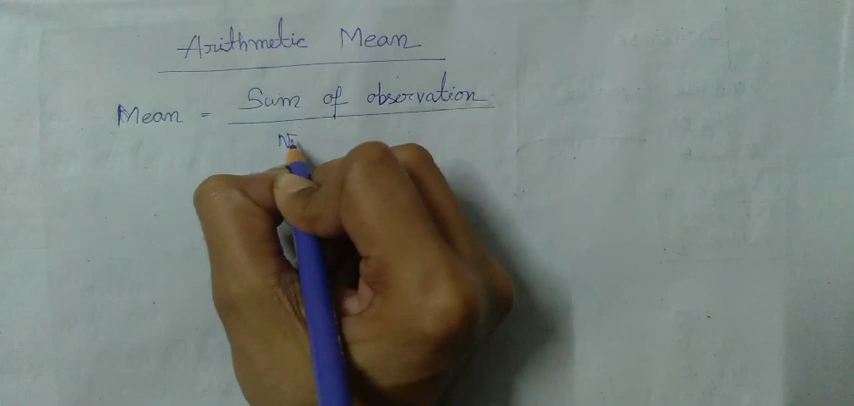 Arithmetic Mean
Mean = Sum of observation